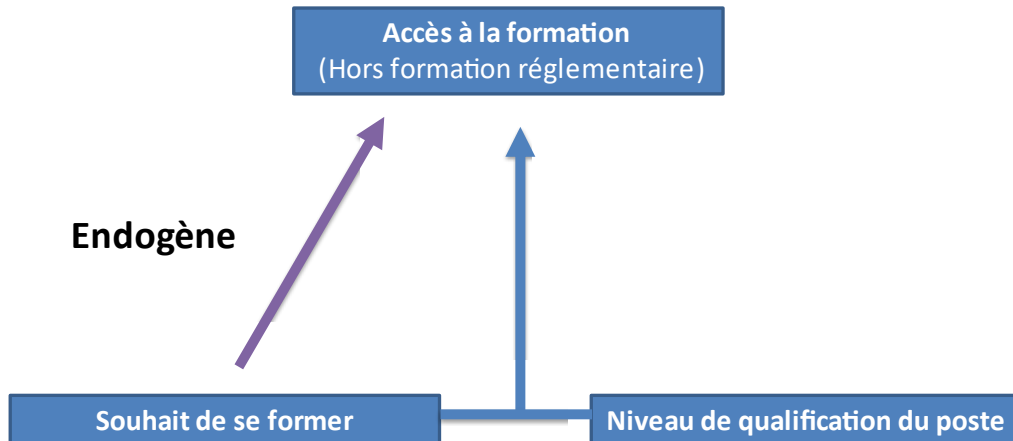 Accès à la formation
(Hors formation réglementaire)
Endogène
Souhait de se former
Niveau de qualification du poste